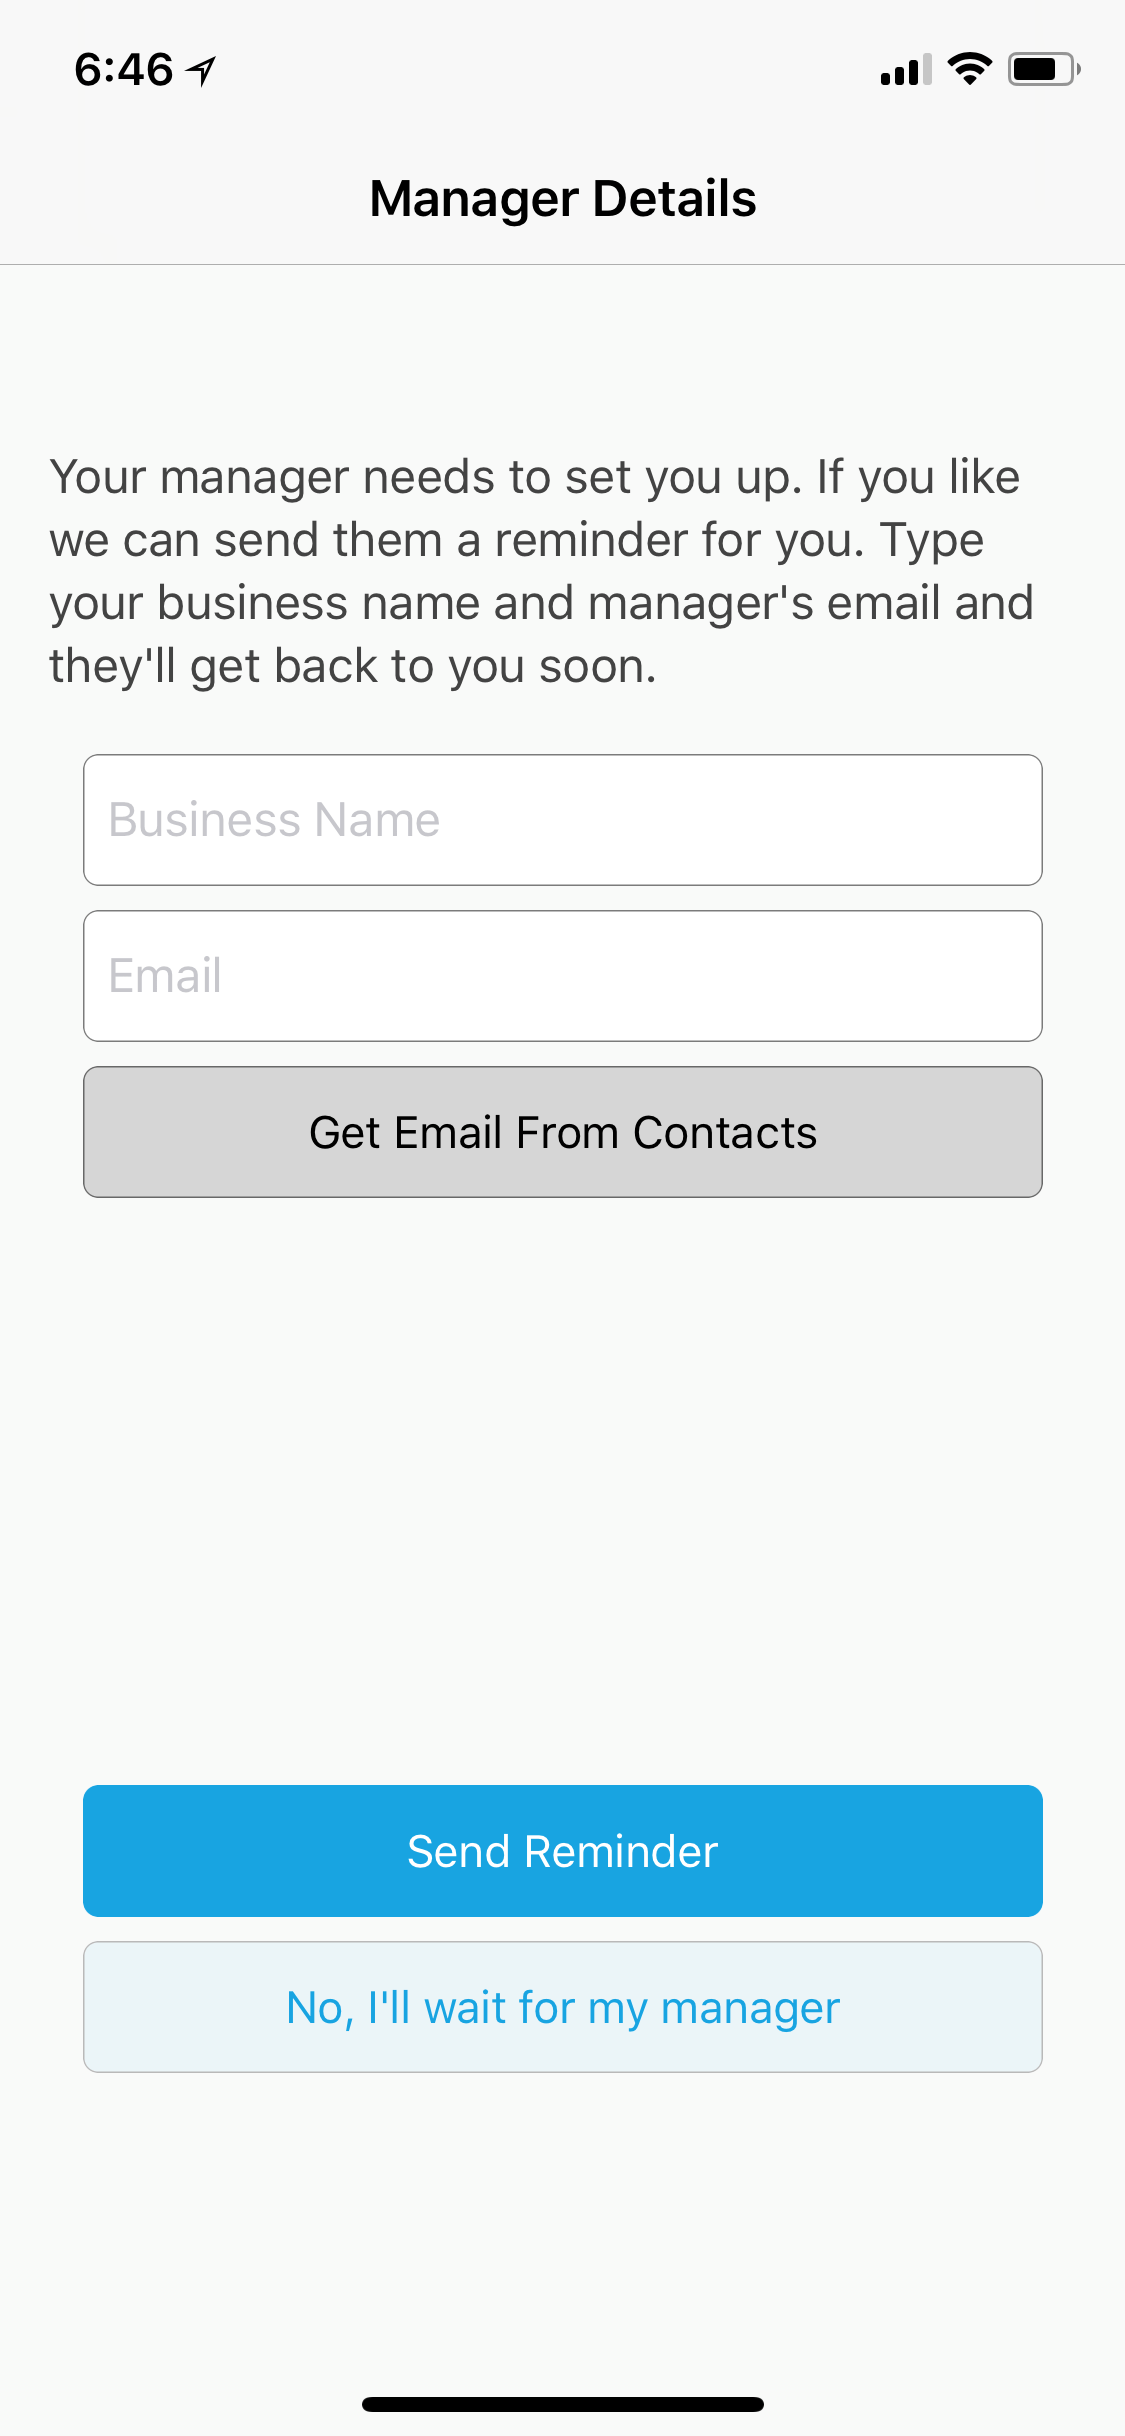 6:46
Manager Details
Your manager needs to set you up. If you like
we can send them a reminder for you. Type
your business name and manager's email and
they'll get back to you soon.
Business Name
Email
Get Email From Contacts
Send Reminder
No, I'll wait for my manager